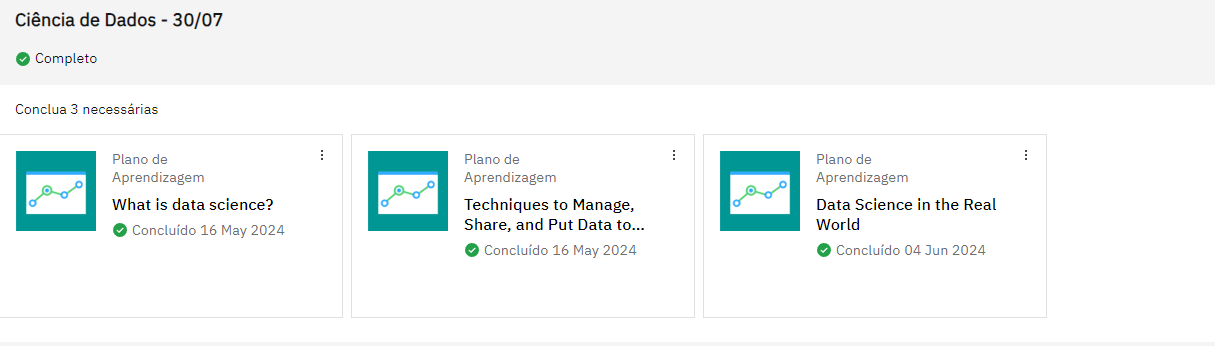 Ciência de Dados - 30/07
Completo
Conclua 3 necessárias
Plano de
Aprendizagem
What is data science?
Concluído 16 May 2024
Plano de
Aprendizagem
Techniques to Manage,
Share, and Put Data to...
Concluído 16 May 2024
Plano de
Aprendizagem
Data Science in the Real
World
Concluído 04 Jun 2024